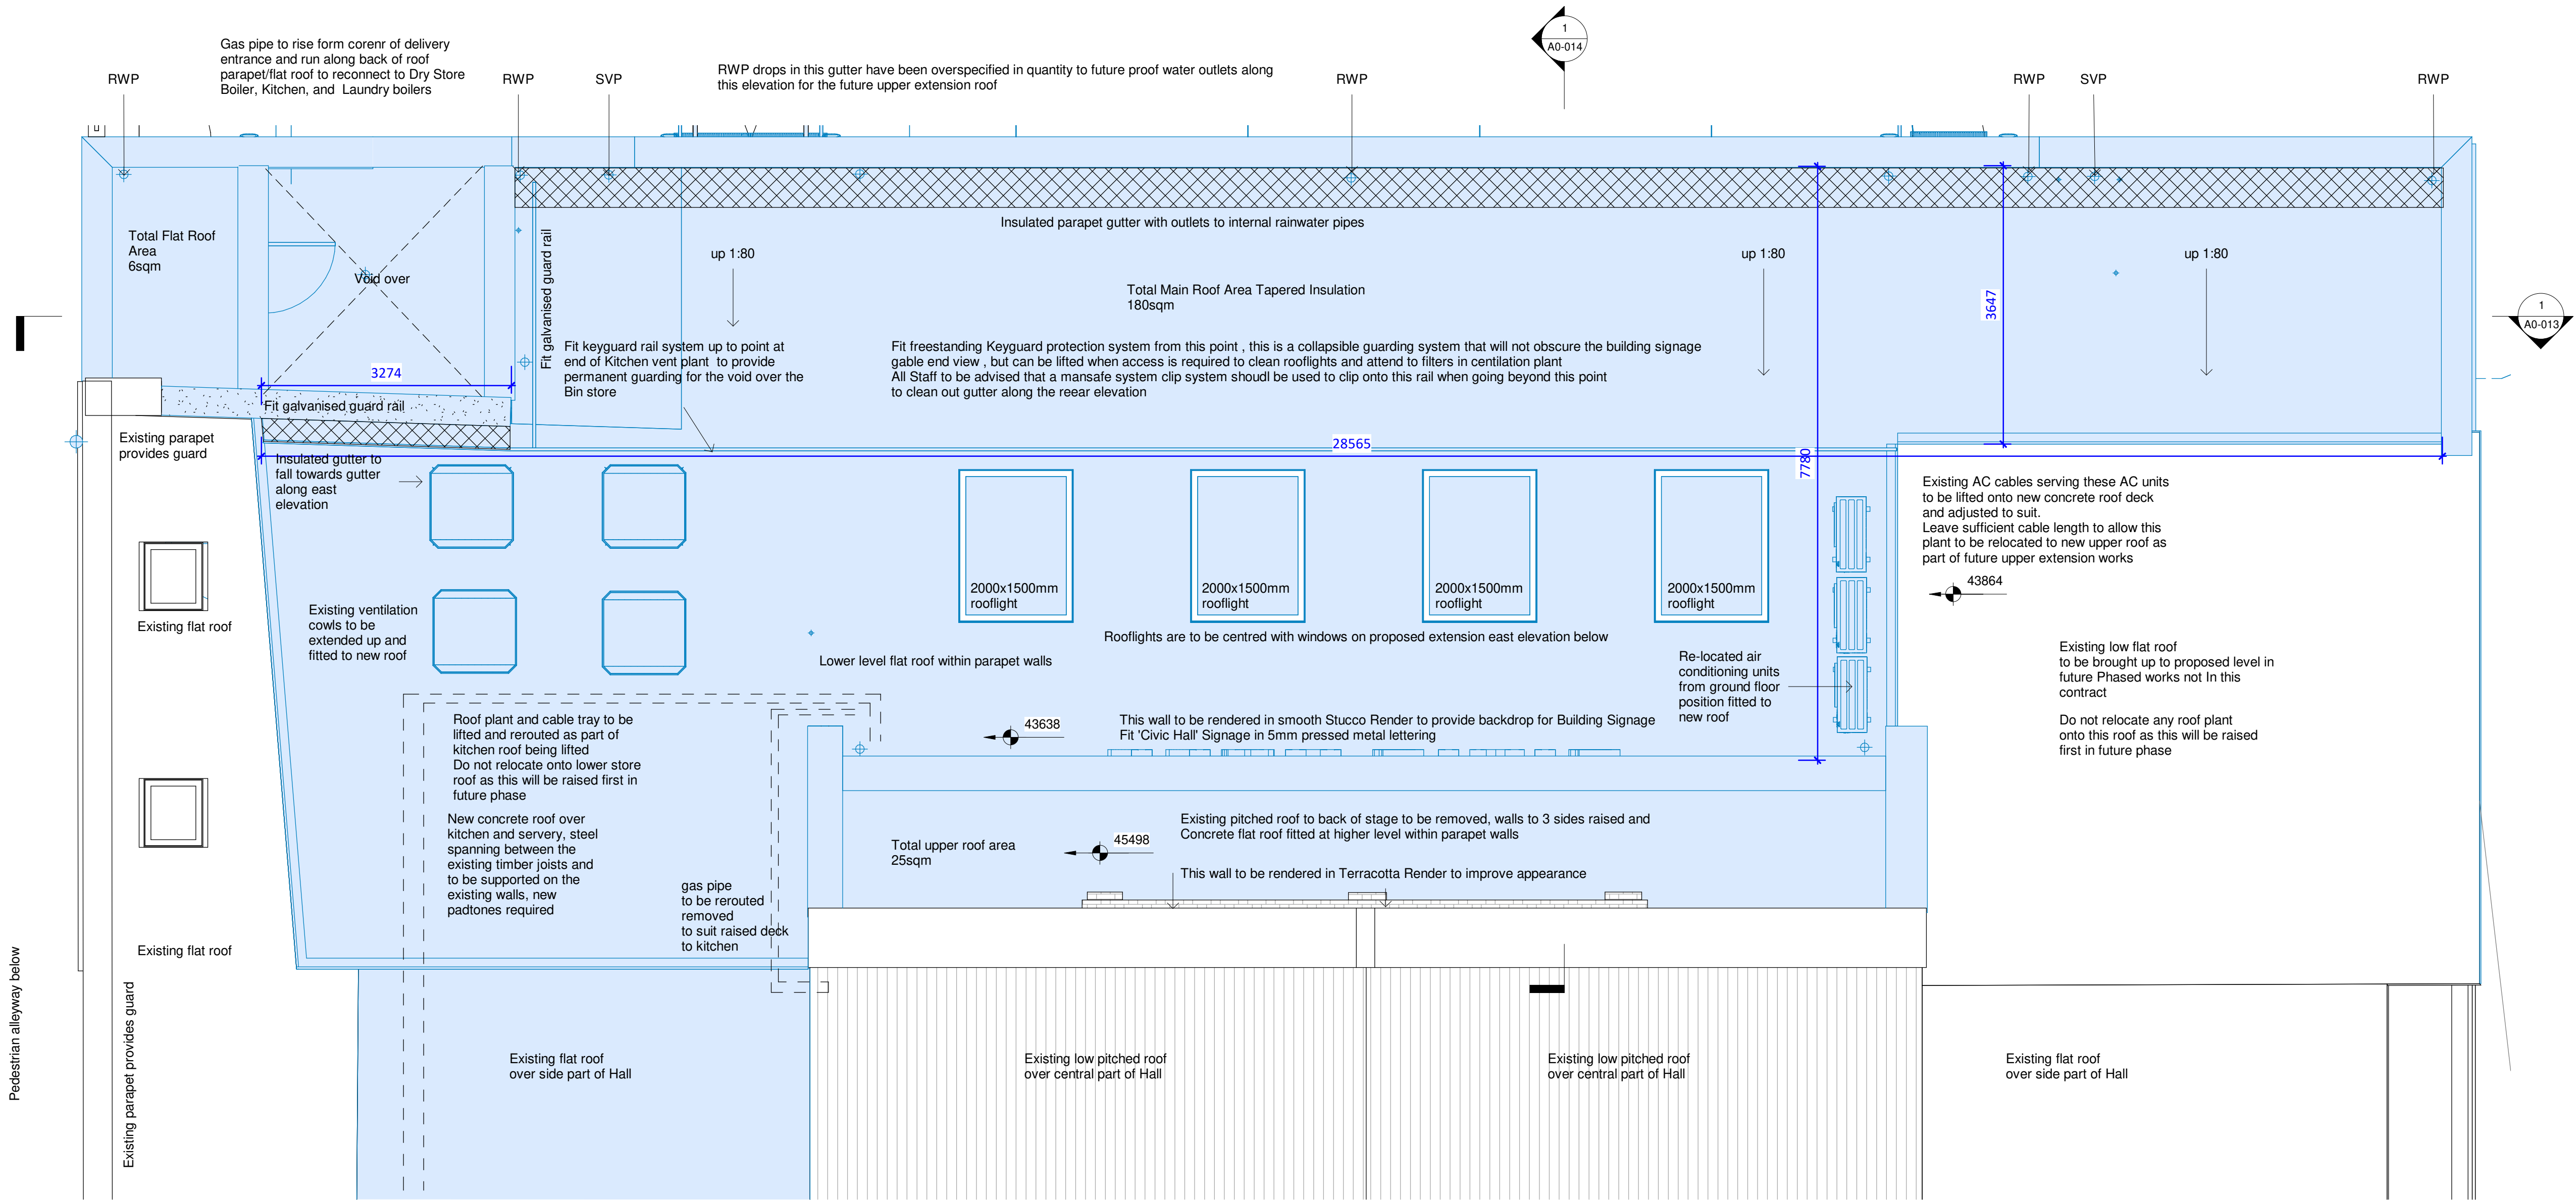 1
A0-014
Gas pipe to rise form corenr of delivery
entrance and run along back of roof
parapet/flat roof to reconnect to Dry Store
Boiler, Kitchen, and Laundry boilers
RWP drops in this gutter have been overspecified in quantity to future proof water outlets along
this elevation for the future upper extension roof
RWP
RWP
SVP
RWP
RWP
SVP
RWP
Insulated parapet gutter with outlets to internal rainwater pipes
Total Flat Roof
Area
6sqm
Void over
Fit galvanised guard rail
up 1:80
up 1:80
up 1:80
Total Main Roof Area Tapered Insulation
180sqm
3647
1
A0-013
Fit keyguard rail system up to point at
end of Kitchen vent plant to provide
permanent guarding for the void over the
Bin store
Fit freestanding Keyguard protection system from this point , this is a collapsible guarding system that will not obscure the building signage
gable end view , but can be lifted when access is required to clean rooflights and attend to filters in centilation plant
All Staff to be advised that a mansafe system clip system shoudl be used to clip onto this rail when going beyond this point
to clean out gutter along the reear elevation
3274
Fit galvanised guard rail
Existing parapet
provides guard
28565
7780
Insulated gutter to
fall towards gutter
along east
elevation
Existing AC cables serving these AC units
to be lifted onto new concrete roof deck
and adjusted to suit.
Leave sufficient cable length to allow this
plant to be relocated to new upper roof as
part of future upper extension works
43864
2000x1500mm
rooflight
2000x1500mm
rooflight
2000x1500mm
rooflight
2000x1500mm
rooflight
Existing flat roof
Existing ventilation
cowls to be
extended up and
fitted to new roof
Rooflights are to be centred with windows on proposed extension east elevation below
Lower level flat roof within parapet walls
Re-located air
conditioning units
from ground floor
position fitted to
new roof
Existing low flat roof
to be brought up to proposed level in
future Phased works not In this
contract
Do not relocate any roof plant
onto this roof as this will be raised
first in future phase
Roof plant and cable tray to be
lifted and rerouted as part of
kitchen roof being lifted
Do not relocate onto lower store
roof as this will be raised first in
future phase
43638
This wall to be rendered in smooth Stucco Render to provide backdrop for Building Signage
Fit 'Civic Hall' Signage in 5mm pressed metal lettering
New concrete roof over
kitchen and servery, steel
spanning between the
existing timber joists and
to be supported on the
existing walls, new
padtones required
Existing pitched roof to back of stage to be removed, walls to 3 sides raised and
Concrete flat roof fitted at higher level within parapet walls
Total upper roof area
25sqm
45498
This wall to be rendered in Terracotta Render to improve appearance
gas pipe
to be rerouted
removed
to suit raised deck
to kitchen
Existing flat roof
Pedestrian alleyway below
Existing parapet provides guard
Existing flat roof
over side part of Hall
Existing low pitched roof
over central part of Hall
Existing low pitched roof
over central part of Hall
Existing flat roof
over side part of Hall